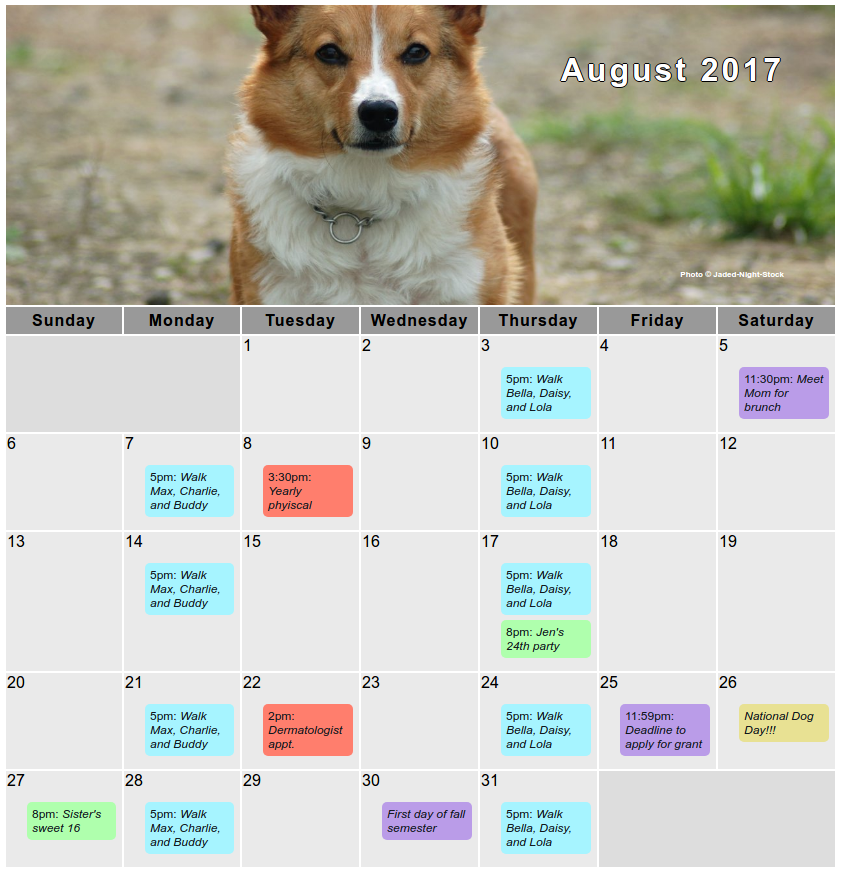 August 2017
Photo © Jaded-Night-Stock
Sunday Monday Tuesday Wednesday Thursday Friday Saturday
1 2 3 4 5
5pm: Walk
Bella, Daisy,
and Lola
11:30pm: Meet
Mom for
brunch
6 7 8 9 10 11 12
5pm: Walk
Max, Charlie,
and Buddy
3:30pm:
Yearly
phyiscal
5pm: Walk
Bella, Daisy,
and Lola
13 14 15 16 17 18 19
5pm: Walk
Max, Charlie,
and Buddy
5pm: Walk
Bella, Daisy,
and Lola
8pm: Jen's
24th party
20 21 22 23 24 25 26
5pm: Walk
Max, Charlie,
and Buddy
2pm:
Dermatologist
appt.
5pm: Walk
Bella, Daisy,
and Lola
11:59pm:
Deadline to
apply for grant
National Dog
Day!!!
27 28 29 30 31
8pm: Sister's
sweet 16
5pm: Walk
Max, Charlie,
and Buddy
First day of fall
semester
5pm: Walk
Bella, Daisy,
and Lola